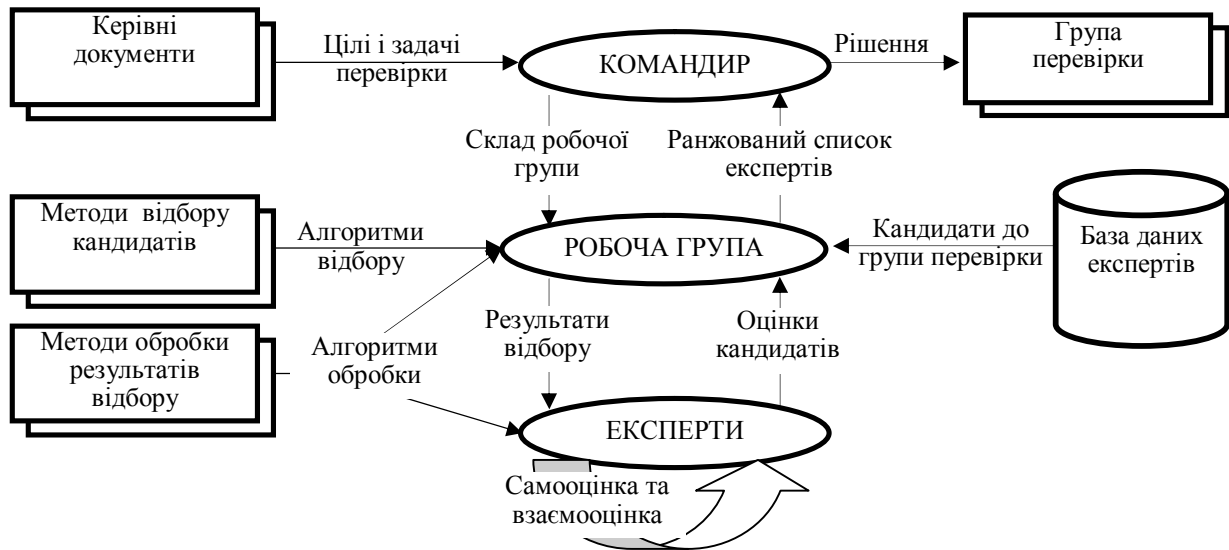 Керівні
документи
Цілі і задачі
перевірки
КОМАНДИР
Рішення
Група
перевірки
Склад робочої
групи
Ранжований список
експертів
Методи відбору
кандидатів
Алгоритми
відбору
РОБОЧА ГРУПА
Кандидати до
групи перевірки
База даних
експертів
Методи обробки
результатів
відбору
Алгоритми
обробки
Результати
відбору
Оцінки
кандидатів
ЕКСПЕРТИ
Самооцінка та
взаємооцінка